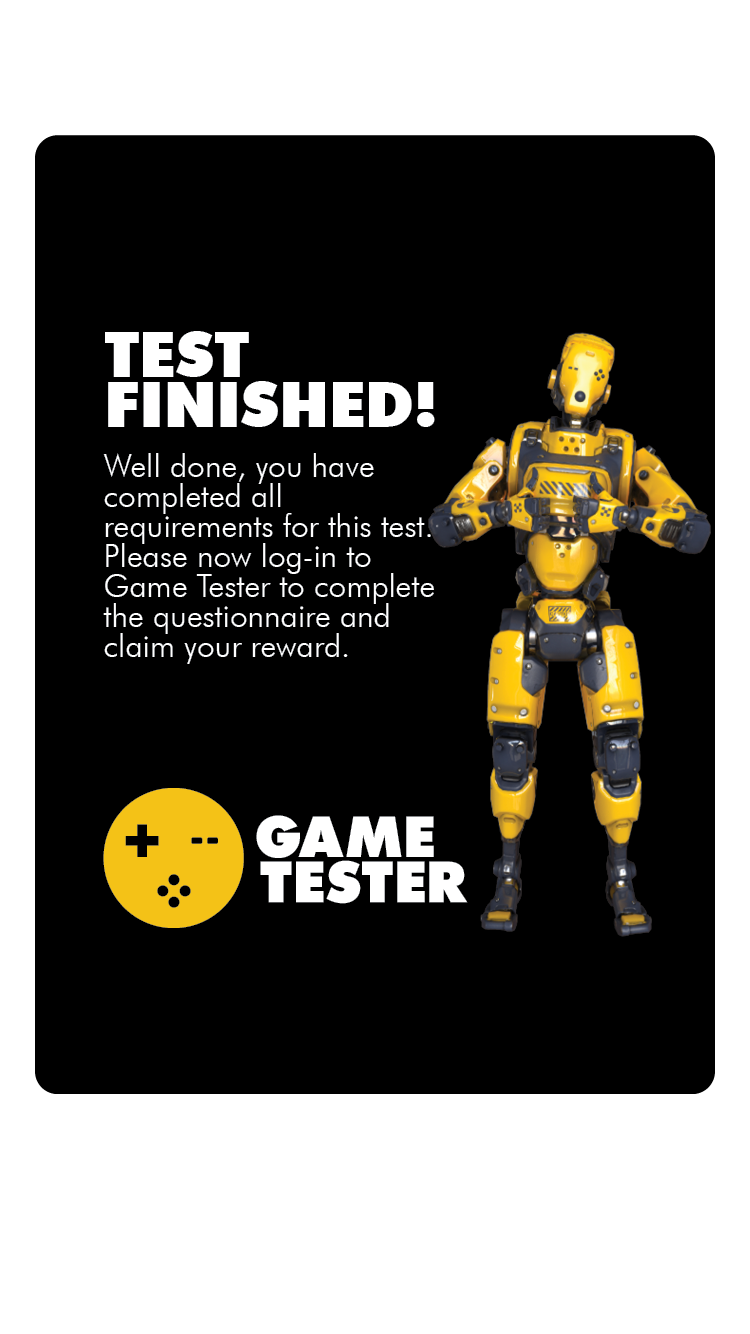 TEST
FINISHED!
Well done, you have
completed all
requirements for this test.
Please now log-in to
Game Tester to complete
the questionnaire and
claim your reward.
GAME
TESTER